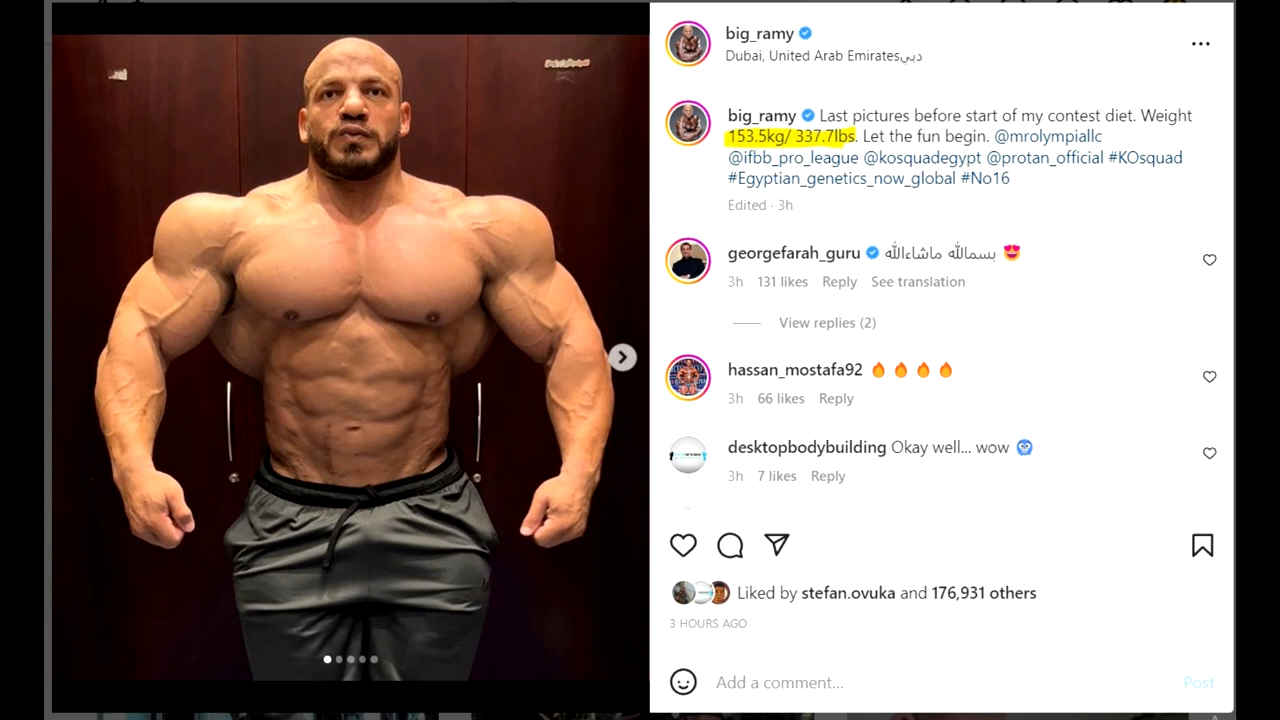 big_ramy
Dubai, United Arab Emiratesدبي
big_ramy Last pictures before start of my contest diet. Weight
153.5kg/ 337.7lbs. Let the fun begin. @mrolympiallc
@ifbb_pro_league @kosquadegypt @protan_official #KOsquad
#Egyptian_genetics_now_global #No16
Edited · 3h
georgefarah_guru بسمالله ماشاءالله 😍
3h 131 likes Reply See translation
View replies (2)
hassan_mostafa92 🔥 🔥 🔥 🔥
3h 66 likes Reply
desktopbodybuilding Okay well... wow 🥶
3h 7 likes Reply
Liked by stefan.ovuka and 176,931 others
3 HOURS AGO
Add a comment...
Post